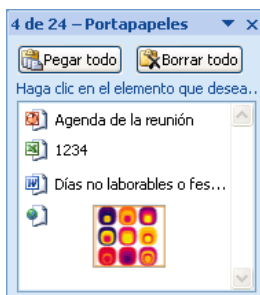 4 de 24 – Portapapeles
Pegar todo Borrar todo
Haga clic en el elemento que desea..
Agenda de la reunión
1234
Días no laborables o fes...